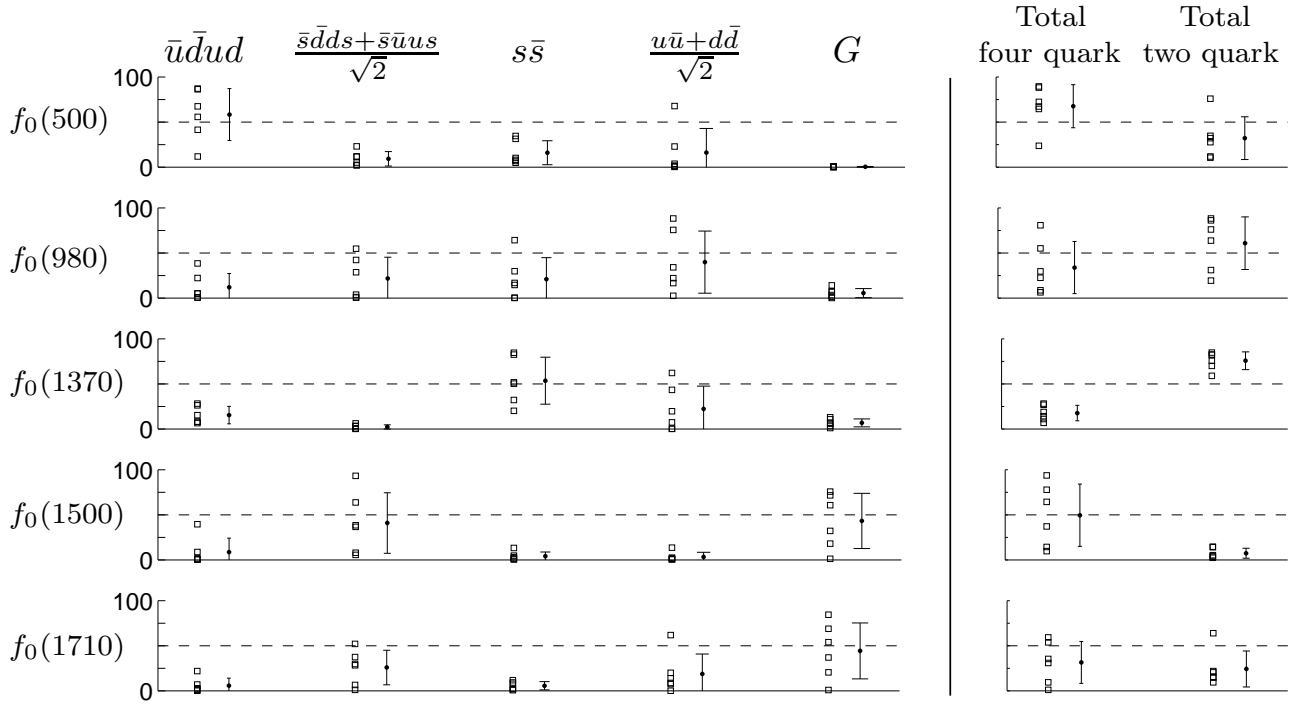 Total Total
ūd̄ud (s̄d̄ds+s̄ūus)/√2 ss̄ (uū+dd̄)/√2 G four quark two quark
100
f₀(500)
0
100
f₀(980)
0
100
f₀(1370)
0
100
f₀(1500)
0
100
f₀(1710)
0